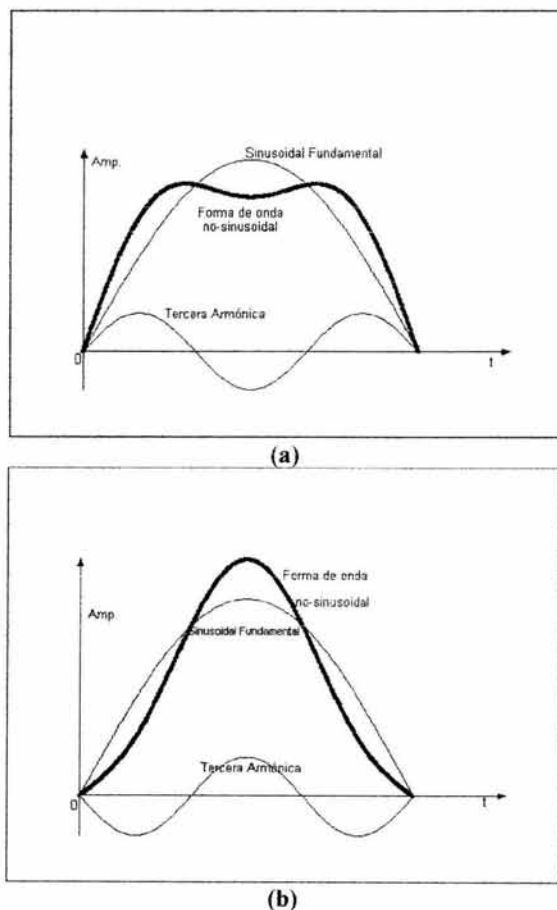 Sinusoidal Fundamental
Amp.
Forma de onda
no-sinusoidal
Tercera Armónica
0
t
(a)
Forma de onda
no-sinusoidal
Amp.
Sinusoidal Fundamental
Tercera Armónica
0
t
(b)